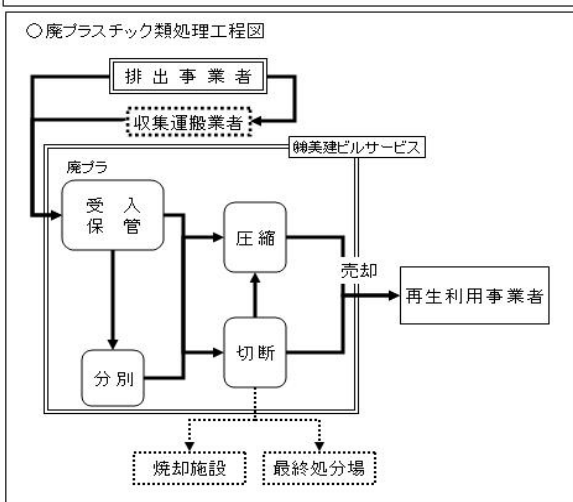 ○廃プラスチック類処理工程図
排出事業者
収集運搬業者
㈱美建ビルサービス
廃プラ
受入
保管
圧縮
売却
再生利用事業者
切断
分別
焼却施設
最終処分場